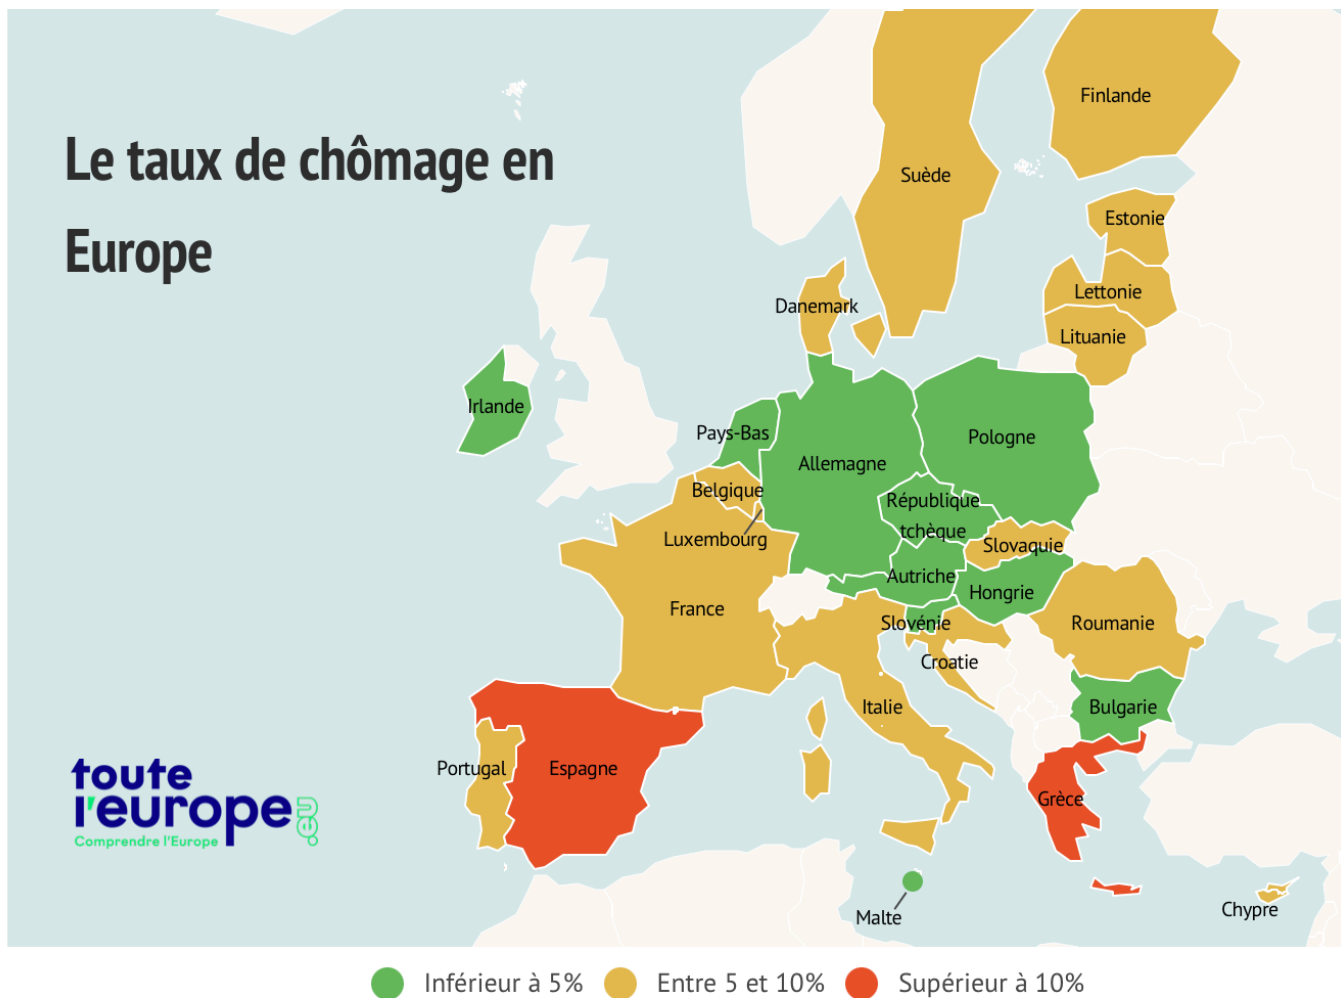 Le taux de chômage en
Europe
Finlande
Suède
Estonie
Lettonie
Danemark
Lituanie
Irlande
Pays-Bas
Pologne
Allemagne
Belgique
République
tchèque
Luxembourg
Slovaquie
Autriche
Hongrie
France
Slovénie
Roumanie
Croatie
Italie
Bulgarie
Portugal
Espagne
Grèce
Malte
Chypre
toute
l'europe.eu
Comprendre l'Europe
Inférieur à 5% Entre 5 et 10% Supérieur à 10%